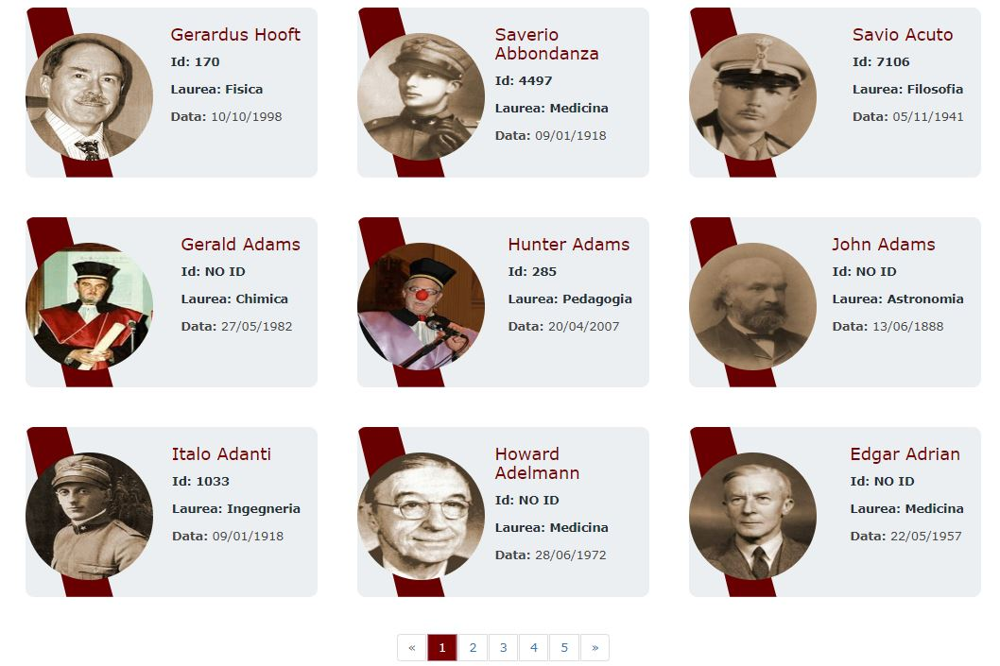 Gerardus Hooft
Id: 170
Laurea: Fisica
Data: 10/10/1998
Saverio
Abbondanza
Id: 4497
Laurea: Medicina
Data: 09/01/1918
Savio Acuto
Id: 7106
Laurea: Filosofia
Data: 05/11/1941
Gerald Adams
Id: NO ID
Laurea: Chimica
Data: 27/05/1982
Hunter Adams
Id: 285
Laurea: Pedagogia
Data: 20/04/2007
John Adams
Id: NO ID
Laurea: Astronomia
Data: 13/06/1888
Italo Adanti
Id: 1033
Laurea: Ingegneria
Data: 09/01/1918
Howard
Adelmann
Id: NO ID
Laurea: Medicina
Data: 28/06/1972
Edgar Adrian
Id: NO ID
Laurea: Medicina
Data: 22/05/1957
« 1 2 3 4 5 »